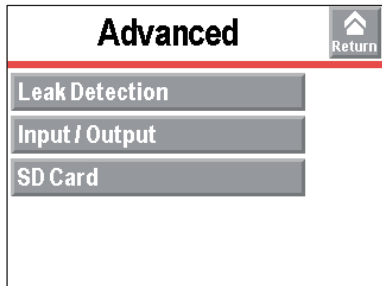 Advanced
Return
Leak Detection
Input / Output
SD Card